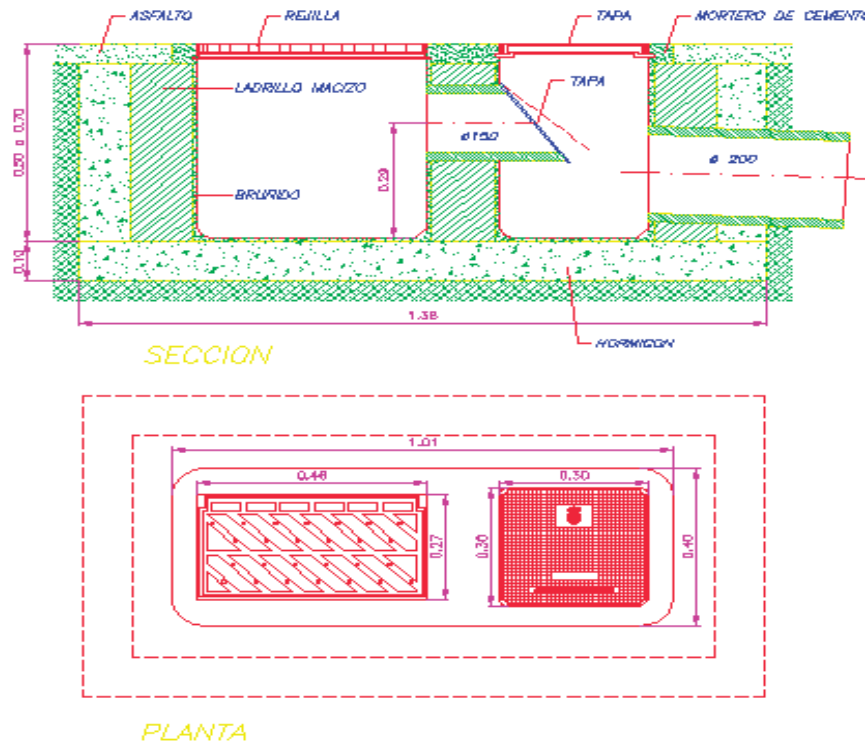 ASFALTO
REJILLA
TAPA
MORTERO DE CEMENTO
LADRILLO MACIZO
TAPA
ø150
ø 200
0.50 a 0.70
0.29
BRUÑIDO
0.10
1.38
HORMIGON
SECCION
1.01
0.46
0.30
0.27
0.30
0.40
PLANTA